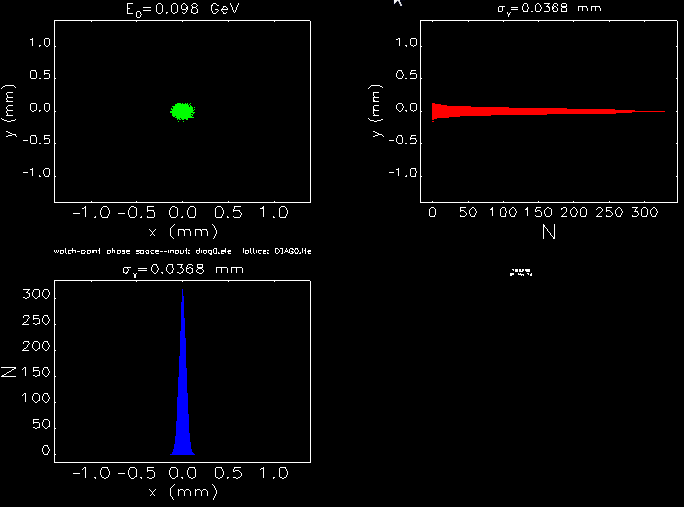 E₀=0.098 GeV
y (mm)
1.0
0.5
0.0
-0.5
-1.0
-1.0 -0.5 0.0 0.5 1.0
x (mm)
σᵧ=0.0368 mm
y (mm)
1.0
0.5
0.0
-0.5
-1.0
0 50 100 150 200 250 300
N
watch-point phase space--input: diag0.ele lattice: DIAG0.lte
σᵧ=0.0368 mm
N
300
250
200
150
100
50
0
-1.0 -0.5 0.0 0.5 1.0
x (mm)